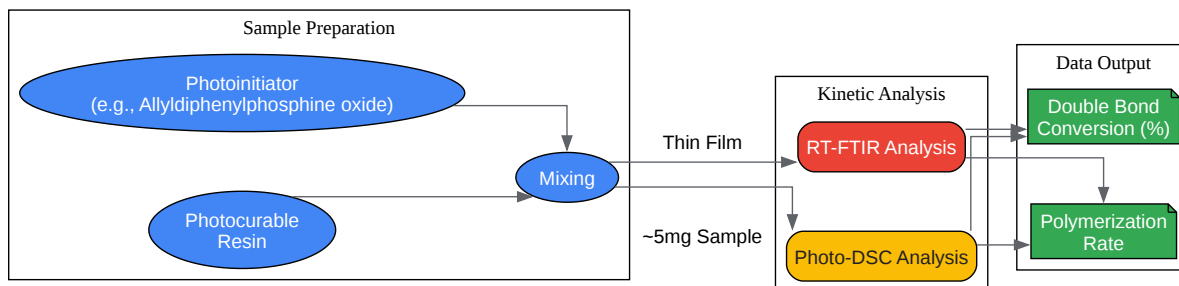 Sample Preparation
Photoinitiator
(e.g., Allyldiphenylphosphine oxide)
Photocurable
Resin
Mixing
Thin Film
~5mg Sample
Kinetic Analysis
RT-FTIR Analysis
Photo-DSC Analysis
Data Output
Double Bond
Conversion (%)
Polymerization
Rate